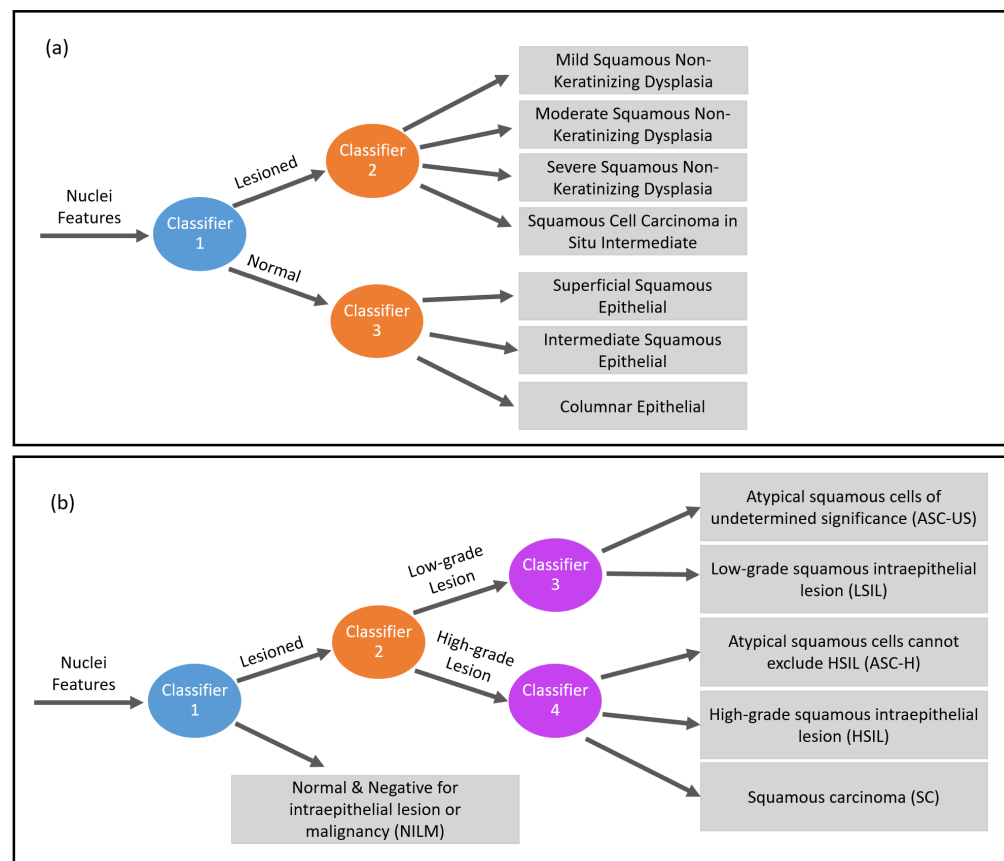 (a)
Nuclei
Features
Classifier
1
Lesioned
Normal
Classifier
2
Classifier
3
Mild Squamous Non-
Keratinizing Dysplasia
Moderate Squamous Non-
Keratinizing Dysplasia
Severe Squamous Non-
Keratinizing Dysplasia
Squamous Cell Carcinoma in
Situ Intermediate
Superficial Squamous
Epithelial
Intermediate Squamous
Epithelial
Columnar Epithelial
(b)
Nuclei
Features
Classifier
1
Lesioned
Normal & Negative for
intraepithelial lesion or
malignancy (NILM)
Classifier
2
Low-grade
Lesion
High-grade
Lesion
Classifier
3
Classifier
4
Atypical squamous cells of
undetermined significance (ASC-US)
Low-grade squamous intraepithelial
lesion (LSIL)
Atypical squamous cells cannot
exclude HSIL (ASC-H)
High-grade squamous intraepithelial
lesion (HSIL)
Squamous carcinoma (SC)